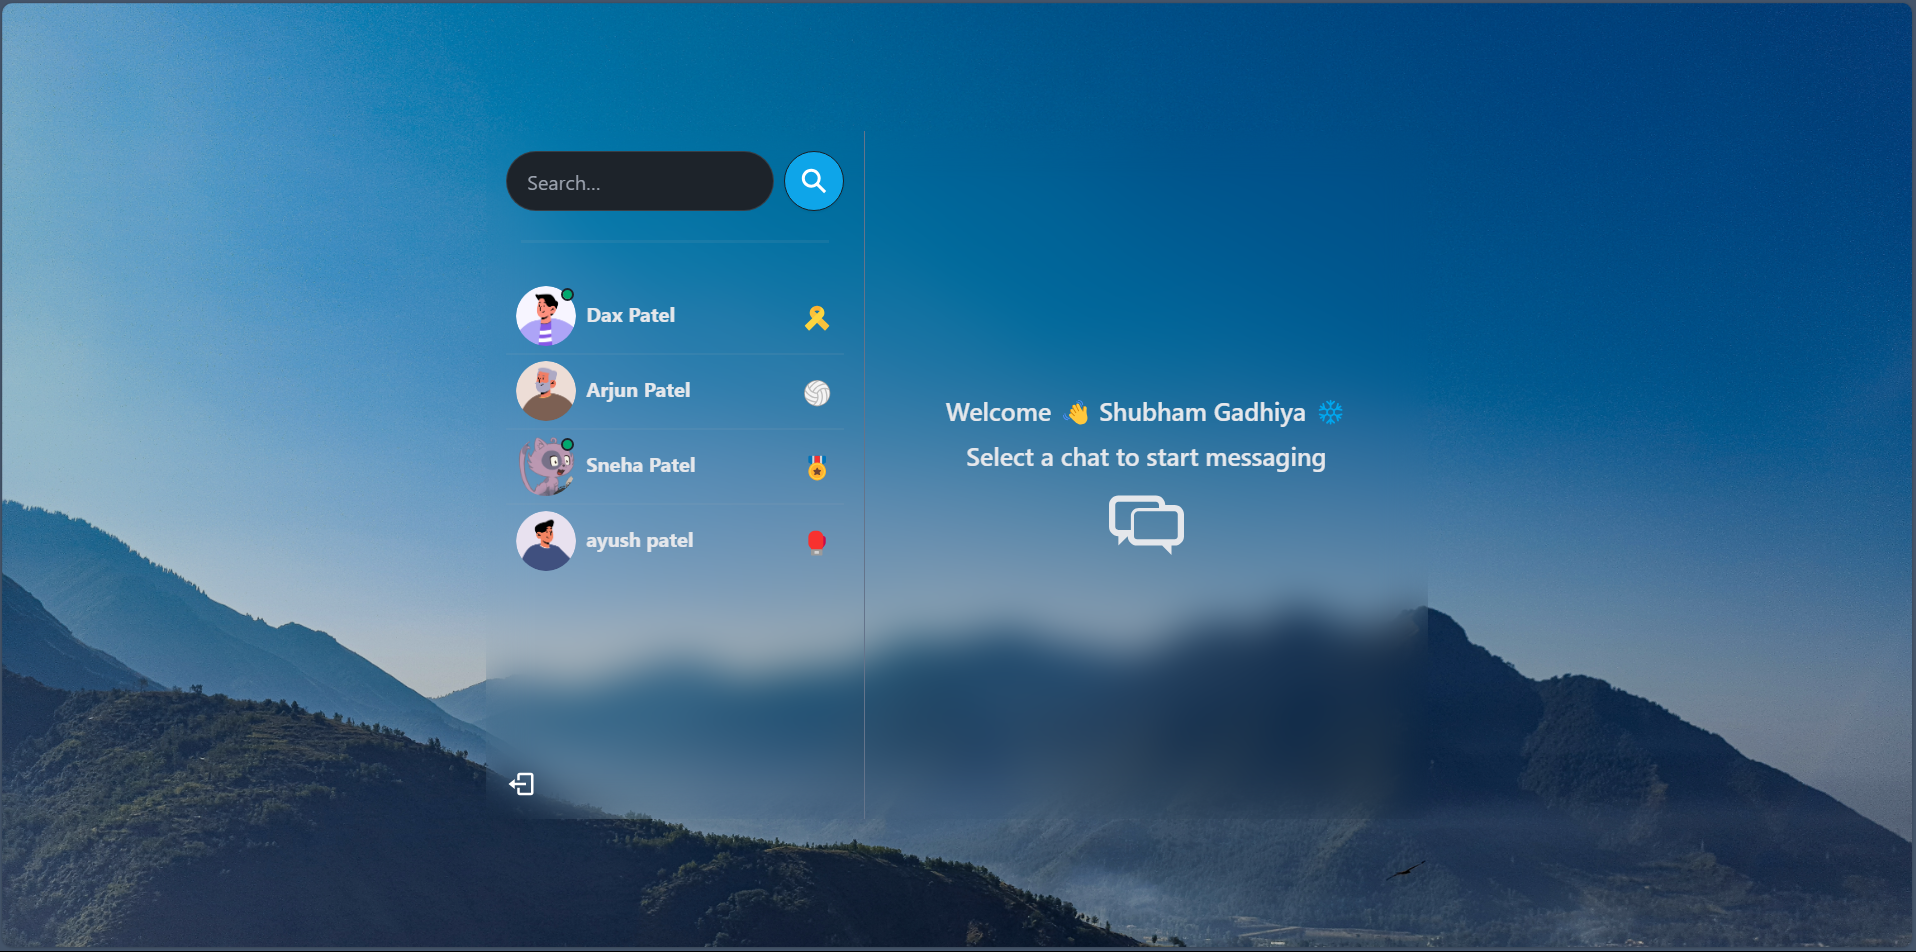 Search...
Dax Patel
Arjun Patel
Sneha Patel
ayush patel
Welcome 👋 Shubham Gadhiya ❄
Select a chat to start messaging